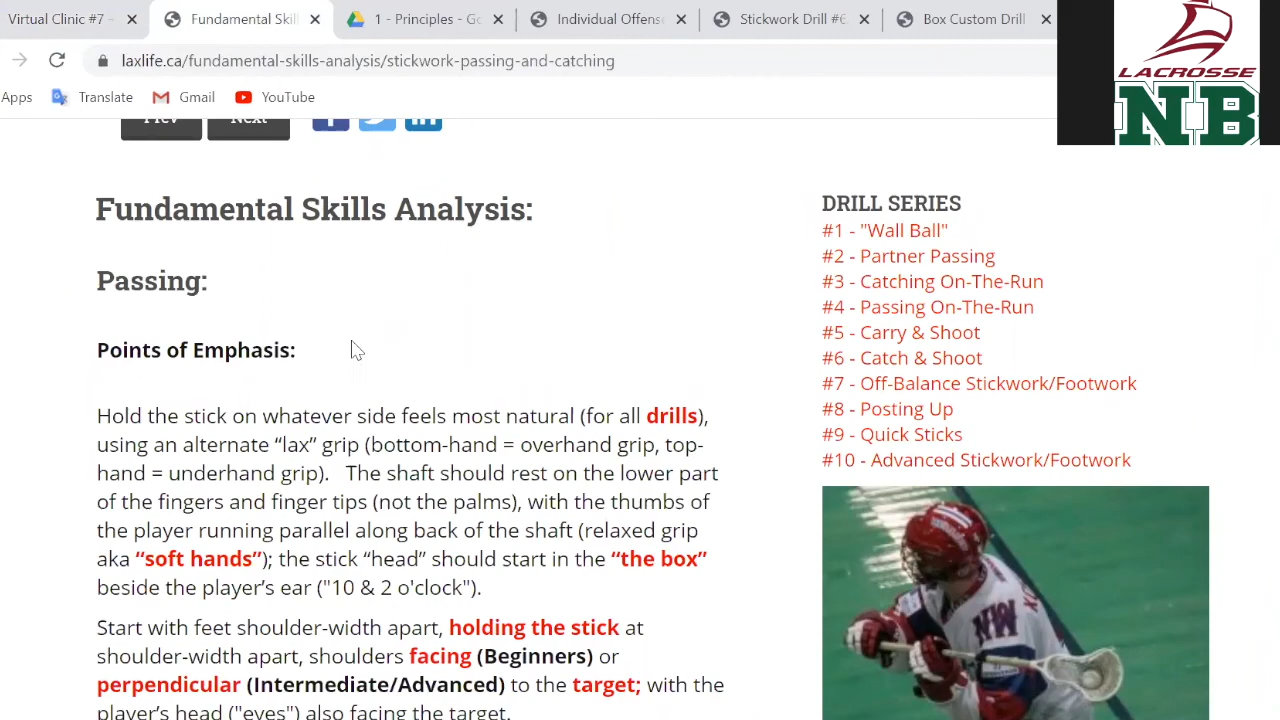 Virtual Clinic #7 -
Fundamental Skil
1 - Principles - Go
Individual Offens
Stickwork Drill #6
Box Custom Drill
laxlife.ca/fundamental-skills-analysis/stickwork-passing-and-catching
LACROSSE
NB
Apps
Translate
Gmail
YouTube
Prev
Next
Fundamental Skills Analysis:
Passing:
Points of Emphasis:
Hold the stick on whatever side feels most natural (for all drills),
using an alternate “lax” grip (bottom-hand = overhand grip, top-
hand = underhand grip). The shaft should rest on the lower part
of the fingers and finger tips (not the palms), with the thumbs of
the player running parallel along back of the shaft (relaxed grip
aka “soft hands”); the stick “head” should start in the “the box”
beside the player’s ear ("10 & 2 o'clock").
Start with feet shoulder-width apart, holding the stick at
shoulder-width apart, shoulders facing (Beginners) or
perpendicular (Intermediate/Advanced) to the target; with the
player's head ("eyes") also facing the target.
DRILL SERIES
#1 - "Wall Ball"
#2 - Partner Passing
#3 - Catching On-The-Run
#4 - Passing On-The-Run
#5 - Carry & Shoot
#6 - Catch & Shoot
#7 - Off-Balance Stickwork/Footwork
#8 - Posting Up
#9 - Quick Sticks
#10 - Advanced Stickwork/Footwork
NW